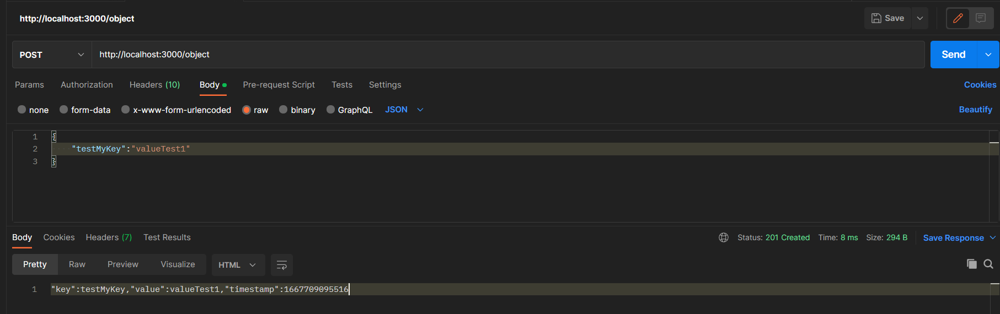 http://localhost:3000/object
Save
POST
http://localhost:3000/object
Send
Params Authorization Headers (10) Body Pre-request Script Tests Settings Cookies
none form-data x-www-form-urlencoded raw binary GraphQL JSON Beautify
1 {
2 "testMyKey":"valueTest1"
3 }
Body Cookies Headers (7) Test Results Status: 201 Created Time: 8 ms Size: 294 B Save Response
Pretty Raw Preview Visualize HTML
1 "key":testMyKey,"value":valueTest1,"timestamp":1667709095516